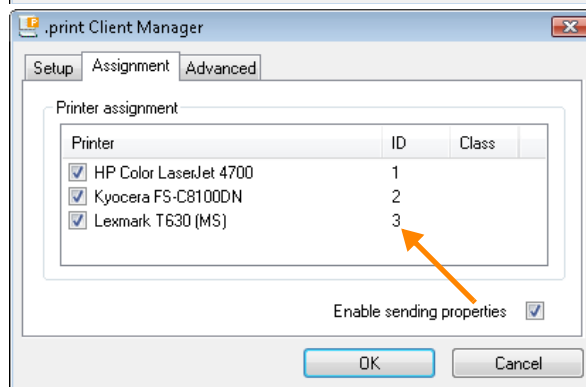 .print Client Manager
Setup Assignment Advanced
Printer assignment
Printer ID Class
HP Color LaserJet 4700 1
Kyocera FS-C8100DN 2
Lexmark T630 (MS) 3
Enable sending properties
OK Cancel